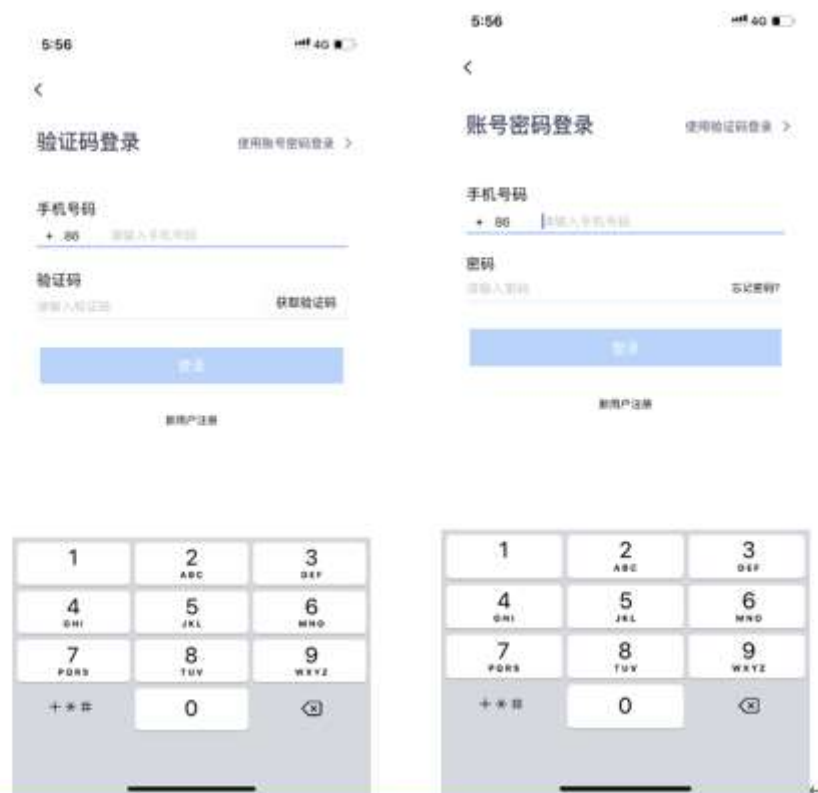 5:56
4G
验证码登录
使用账号密码登录 >
手机号码
+ 86 请输入手机号码
验证码
请输入验证码 获取验证码
登录
新用户注册
1
2
ABC
3
DEF
4
GHI
5
JKL
6
MNO
7
PQRS
8
TUV
9
WXYZ
+*#
0
5:56
4G
账号密码登录
使用验证码登录 >
手机号码
+ 86 请输入手机号码
密码
请输入密码 忘记密码?
登录
新用户注册
1
2
ABC
3
DEF
4
GHI
5
JKL
6
MNO
7
PQRS
8
TUV
9
WXYZ
+*#
0